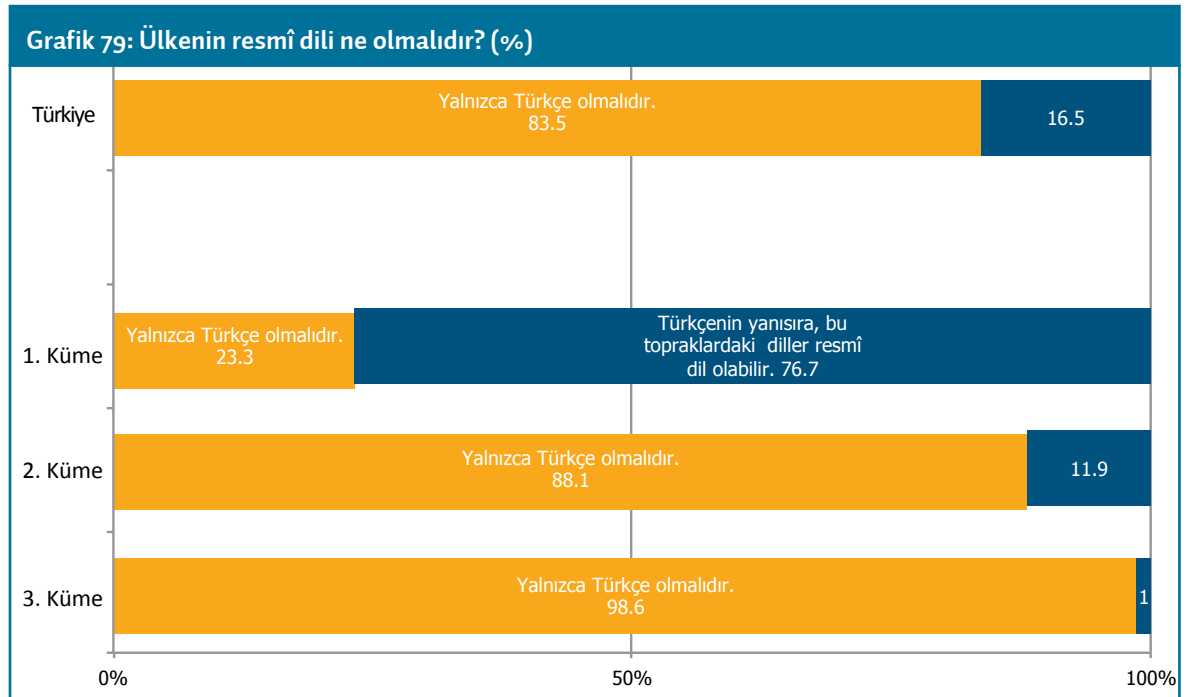 Grafik 79: Ülkenin resmî dili ne olmalıdır? (%)
Türkiye
Yalnızca Türkçe olmalıdır.
83.5
16.5
1. Küme
Yalnızca Türkçe olmalıdır.
23.3
Türkçenin yanısıra, bu
topraklardaki diller resmî
dil olabilir. 76.7
2. Küme
Yalnızca Türkçe olmalıdır.
88.1
11.9
3. Küme
Yalnızca Türkçe olmalıdır.
98.6
1
0%
50%
100%